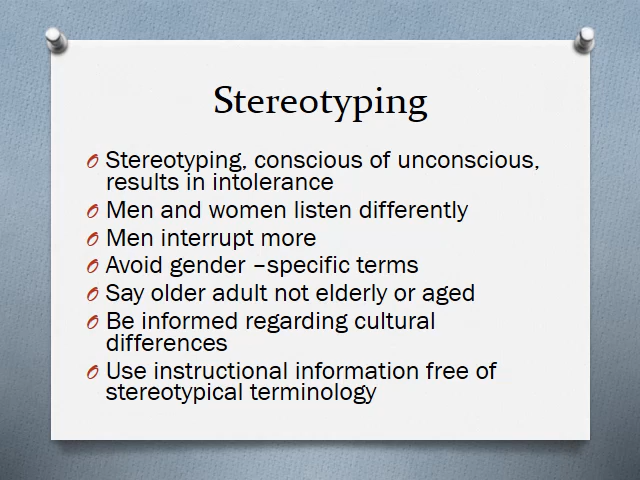 Stereotyping
Stereotyping, conscious of unconscious,
results in intolerance
Men and women listen differently
Men interrupt more
Avoid gender –specific terms
Say older adult not elderly or aged
Be informed regarding cultural
differences
Use instructional information free of
stereotypical terminology